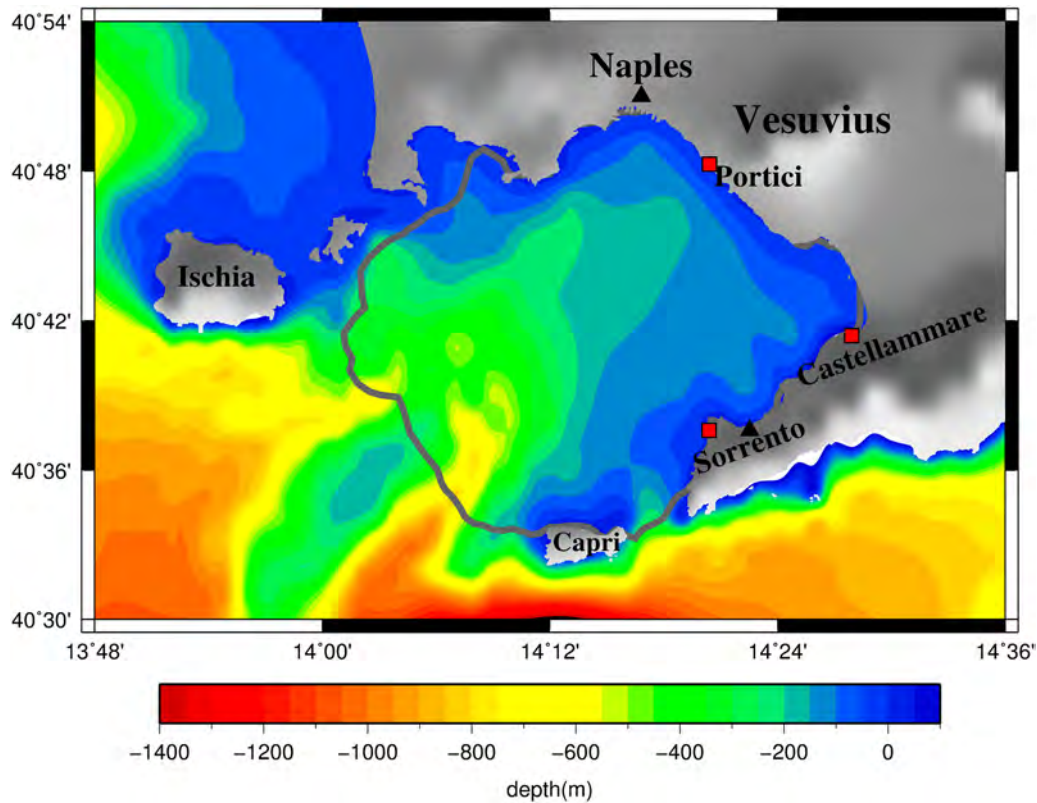 40˚54'
Naples
Vesuvius
40˚48'
Portici
Ischia
40˚42'
Castellammare
Sorrento
40˚36'
Capri
40˚30'
13˚48' 14˚00' 14˚12' 14˚24' 14˚36'
−1400 −1200 −1000 −800 −600 −400 −200 0
depth(m)